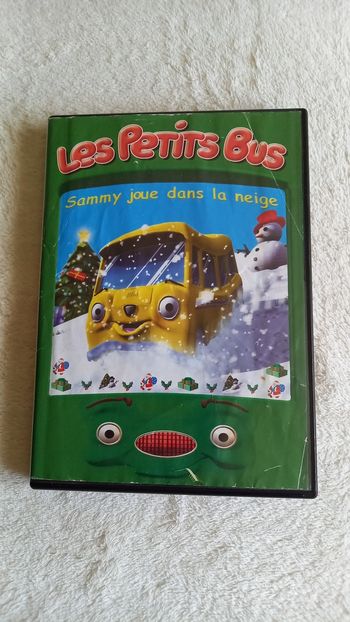 Les Petits Bus
Sammy joue dans la neige